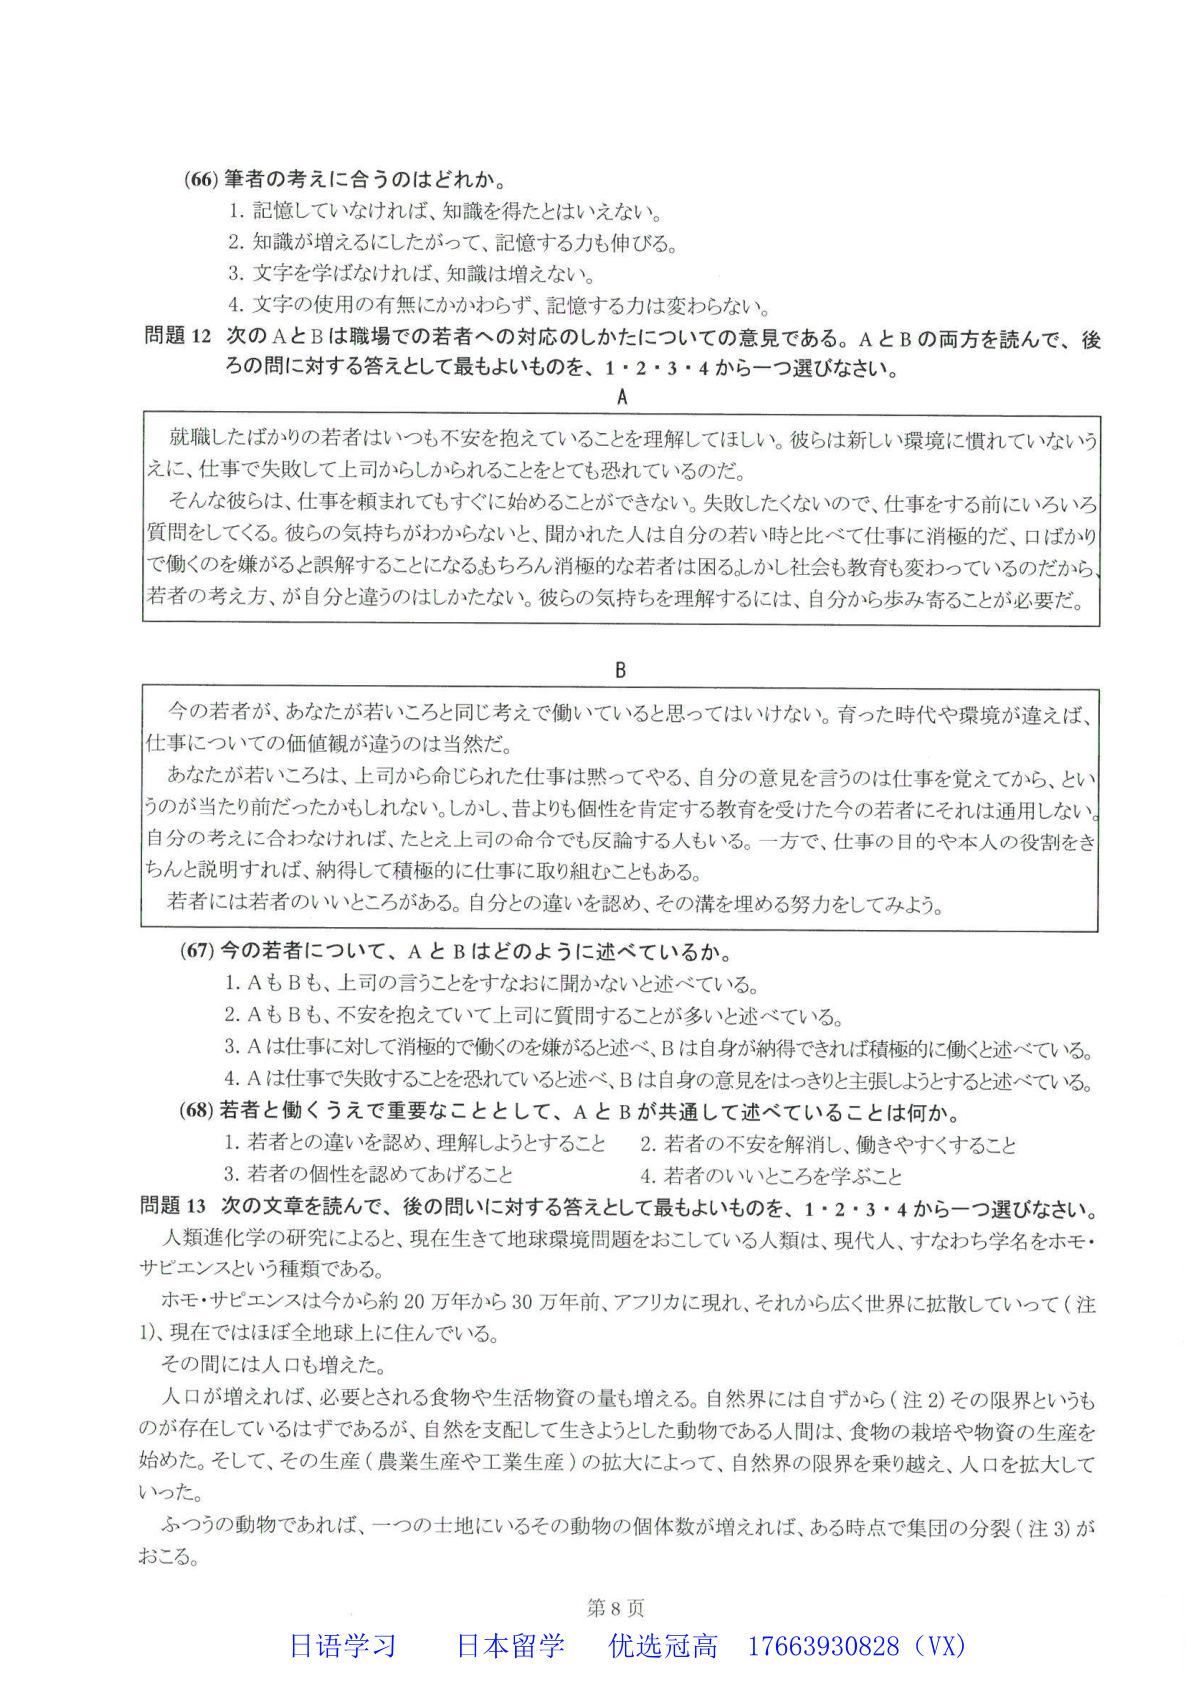 (66) 筆者の考えに合うのはどれか。
1. 記憶していなければ、知識を得たとはいえない。
2. 知識が増えるにしたがって、記憶する力も伸びる。
3. 文字を学ばなければ、知識は増えない。
4. 文字の使用の有無にかかわらず、記憶する力は変わらない。
問題 12 次の A と B は職場での若者への対応のしかたについての意見である。A と B の両方を読んで、後
ろの問に対する答えとして最もよいものを、1・2・3・4 から一つ選びなさい。
A
就職したばかりの若者はいつも不安を抱えていることを理解してほしい。彼らは新しい環境に慣れていないう
えに、仕事で失敗して上司からしかられることをとても恐れているのだ。
そんな彼らは、仕事を頼まれてもすぐに始めることができない。失敗したくないので、仕事をする前にいろいろ
質問をしてくる。彼らの気持ちがわからないと、聞かれた人は自分の若い時と比べて仕事に消極的だ、口ばかり
で働くのを嫌がると誤解することになる。もちろん消極的な若者は困る。しかし社会も教育も変わっているのだから、
若者の考え方、が自分と違うのはしかたない。彼らの気持ちを理解するには、自分から歩み寄ることが必要だ。
B
今の若者が、あなたが若いころと同じ考えで働いていると思ってはいけない。育った時代や環境が違えば、
仕事についての価値観が違うのは当然だ。
あなたが若いころは、上司から命じられた仕事は黙ってやる、自分の意見を言うのは仕事を覚えてから、とい
うのが当たり前だったかもしれない。しかし、昔よりも個性を肯定する教育を受けた今の若者にそれは通用しない。
自分の考えに合わなければ、たとえ上司の命令でも反論する人もいる。一方で、仕事の目的や本人の役割をき
ちんと説明すれば、納得して積極的に仕事に取り組むこともある。
若者には若者のいいところがある。自分との違いを認め、その溝を埋める努力をしてみよう。
(67) 今の若者について、A と B はどのように述べているか。
1. A も B も、上司の言うことをすなおに聞かないと述べている。
2. A も B も、不安を抱えていて上司に質問することが多いと述べている。
3. A は仕事に対して消極的で働くのを嫌がると述べ、B は自身が納得できれば積極的に働くと述べている。
4. A は仕事で失敗することを恐れていると述べ、B は自身の意見をはっきりと主張しようとすると述べている。
(68) 若者と働くうえで重要なこととして、A と B が共通して述べていることは何か。
1. 若者との違いを認め、理解しようとすること 2. 若者の不安を解消し、働きやすくすること
3. 若者の個性を認めてあげること 4. 若者のいいところを学ぶこと
問題 13 次の文章を読んで、後の問いに対する答えとして最もよいものを、1・2・3・4 から一つ選びなさい。
人類進化学の研究によると、現在生きて地球環境問題をおこしている人類は、現代人、すなわち学名をホモ・
サピエンスという種類である。
ホモ・サピエンスは今から約 20 万年から 30 万年前、アフリカに現れ、それから広く世界に拡散していって ( 注
1)、現在ではほぼ全地球上に住んでいる。
その間には人口も増えた。
人口が増えれば、必要とされる食物や生活物資の量も増える。自然界には自ずから ( 注 2) その限界というも
のが存在しているはずであるが、自然を支配して生きようとした動物である人間は、食物の栽培や物資の生産を
始めた。そして、その生産 ( 農業生産や工業生産 ) の拡大によって、自然界の限界を乗り越え、人口を拡大して
いった。
ふつうの動物であれば、一つの土地にいるその動物の個体数が増えれば、ある時点で集団の分裂 ( 注 3) が
おこる。
第 8 页
日语学习 日本留学 优选冠高 17663930828（VX)